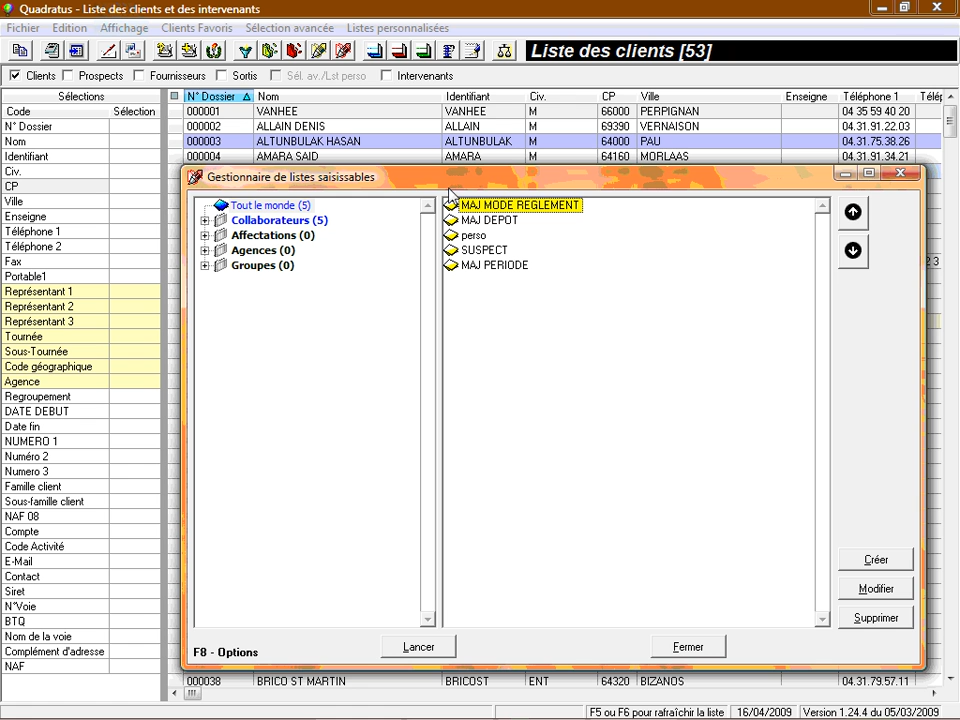 Quadratus - Liste des clients et des intervenants
Fichier Edition Affichage Clients Favoris Sélection avancée Listes personnalisées
Liste des clients [53]
Clients Prospects Fournisseurs Sortis Sél. av./Lst perso Intervenants
Sélections N° Dossier Nom Identifiant Civ. CP Ville Enseigne Téléphone 1
Code Sélection 000001 VANHEE VANHEE M 66000 PERPIGNAN 04 35 59 40 20
N° Dossier 000002 ALLAIN DENIS ALLAIN M 69390 VERNAISON 04.31.91.22.03
Nom 000003 ALTUNBULAK HASAN ALTUNBULAK M 64000 PAU 04.31.75.38.26
Identifiant 000004 AMARA SAID AMARA M 64160 MORLAAS 04.31.91.34.21
Civ.
CP
Ville
Enseigne
Téléphone 1
Téléphone 2
Fax
Portable1
Représentant 1
Représentant 2
Représentant 3
Tournée
Sous-Tournée
Code géographique
Agence
Regroupement
DATE DEBUT
Date fin
NUMERO 1
Numéro 2
Numero 3
Famille client
Sous-famille client
NAF 08
Compte
Code Activité
E-Mail
Contact
Siret
N°Voie
BTQ
Nom de la voie
Complément d'adresse
NAF
Gestionnaire de listes saisissables
Tout le monde (5)
Collaborateurs (5)
Affectations (0)
Agences (0)
Groupes (0)
MAJ MODE REGLEMENT
MAJ DEPOT
perso
SUSPECT
MAJ PERIODE
Créer
Modifier
Supprimer
F8 - Options Lancer Fermer
000038 BRICO ST MARTIN BRICOST ENT 64320 BIZANOS 04.31.79.57.11
F5 ou F6 pour rafraîchir la liste 16/04/2009 Version 1.24.4 du 05/03/2009